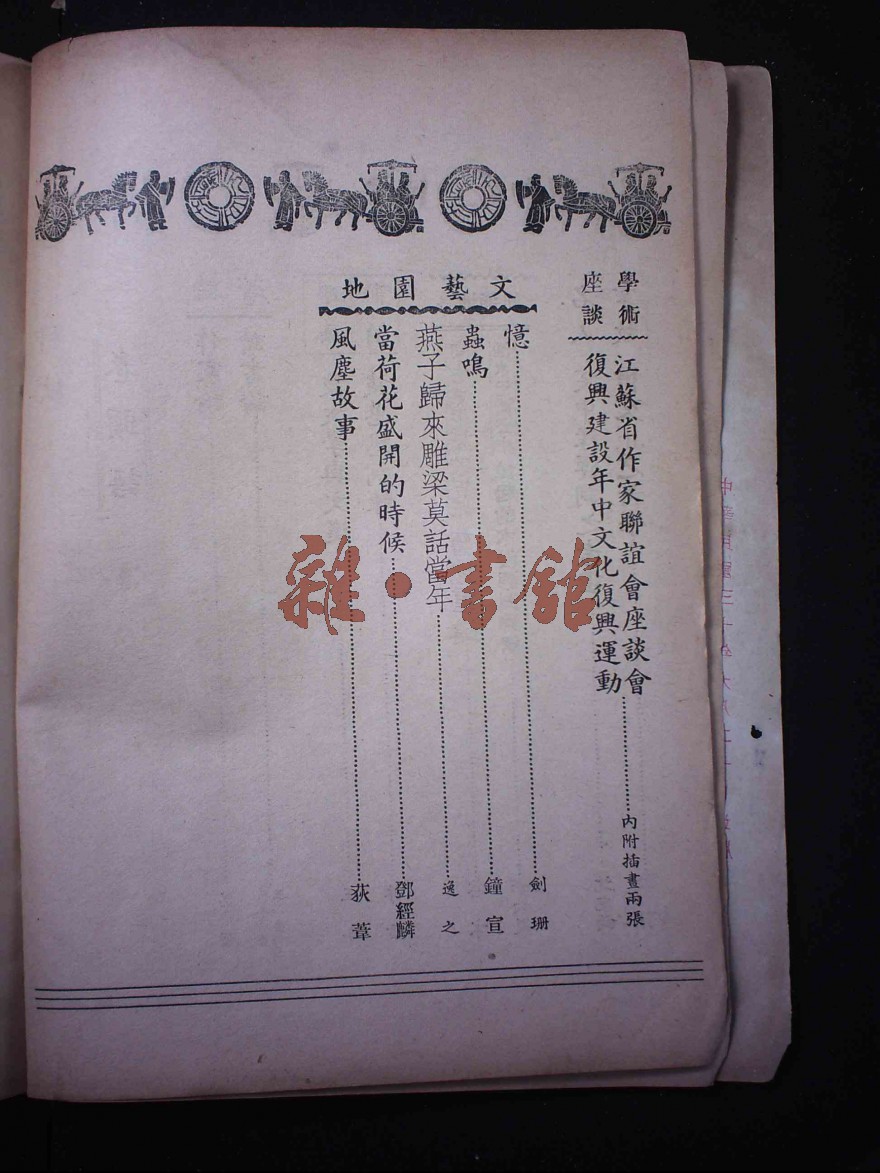 學術
座談
江蘇省作家聯誼會座談會
復興建設年中文化復興運動
內附插畫兩張
文藝園地
憶 劍珊
蟲鳴 鐘宣
燕子歸來雕梁莫話當年 逸之
當荷花盛開的時候 鄧經麟
風塵故事 荻葦
雜·書館